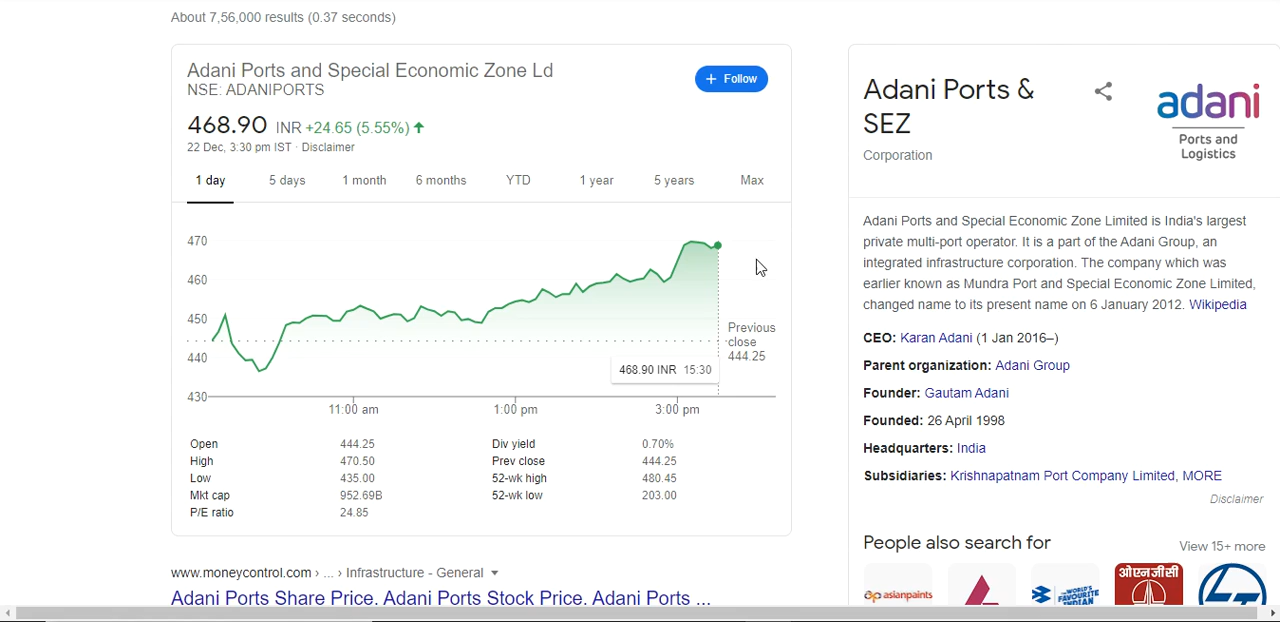 About 7,56,000 results (0.37 seconds)
Adani Ports and Special Economic Zone Ld
NSE: ADANIPORTS
+ Follow
468.90 INR +24.65 (5.55%)
22 Dec, 3:30 pm IST · Disclaimer
1 day 5 days 1 month 6 months YTD 1 year 5 years Max
470
460
450
440
430
Previous
close
444.25
468.90 INR 15:30
11:00 am 1:00 pm 3:00 pm
Open 444.25 Div yield 0.70%
High 470.50 Prev close 444.25
Low 435.00 52-wk high 480.45
Mkt cap 952.69B 52-wk low 203.00
P/E ratio 24.85
www.moneycontrol.com › ... › Infrastructure - General
Adani Ports Share Price, Adani Ports Stock Price, Adani Ports ...
Adani Ports &
SEZ
Corporation
adani
Ports and
Logistics
Adani Ports and Special Economic Zone Limited is India's largest
private multi-port operator. It is a part of the Adani Group, an
integrated infrastructure corporation. The company which was
earlier known as Mundra Port and Special Economic Zone Limited,
changed name to its present name on 6 January 2012. Wikipedia
CEO: Karan Adani (1 Jan 2016–)
Parent organization: Adani Group
Founder: Gautam Adani
Founded: 26 April 1998
Headquarters: India
Subsidiaries: Krishnapatnam Port Company Limited, MORE
Disclaimer
People also search for
View 15+ more
asianpaints
WORLD'S
FAVOURITE
INDIAN
ओएनजीसी